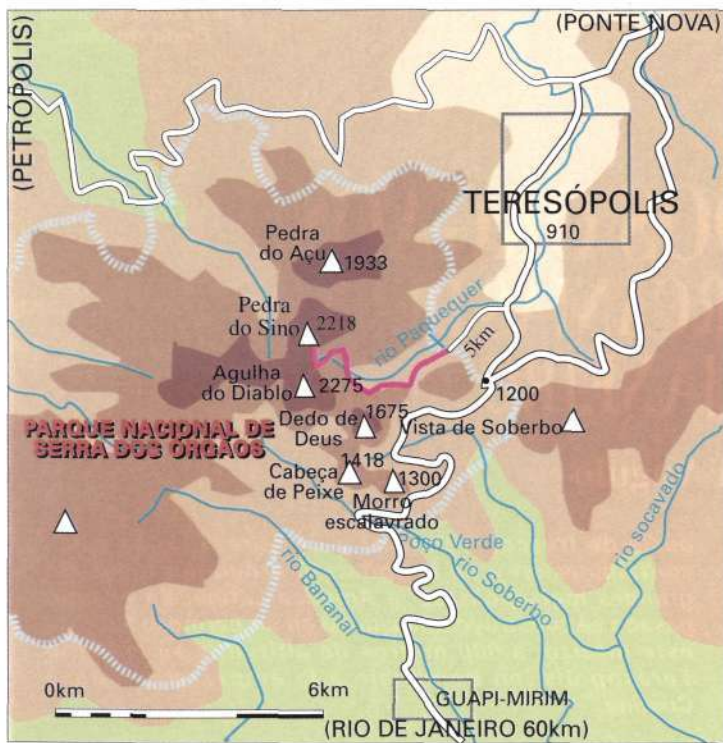 (PONTE NOVA)
(PETRÓPOLIS)
TERESÓPOLIS
910
Pedra
do Açu
1933
Pedra
do Sino
2218
rio Paquequer
5km
Agulha
do Diablo
2275
1200
1675
Dedo de
Deus
Vista de Soberbo
PARQUE NACIONAL DE
SERRA DOS ORGÃOS
1418
Cabeça
de Peixe
1300
Morro
escalavrado
rio socavado
Poço Verde
rio Soberbo
rio Bananal
0km 6km
GUAPI-MIRIM
(RIO DE JANEIRO 60km)